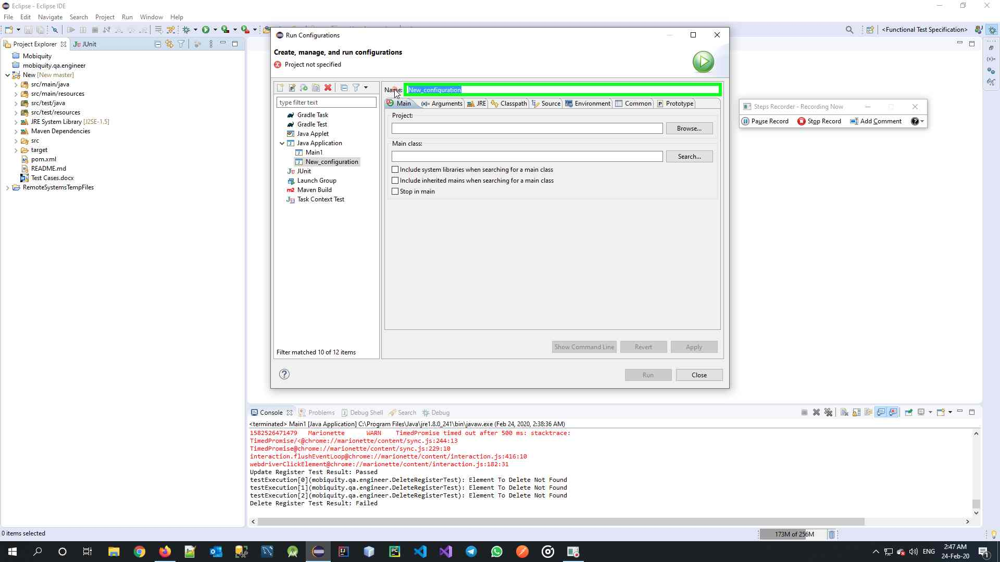 Eclipse - Eclipse IDE
File Edit Navigate Search Project Run Window Help
<Functional Test Specification>
Project Explorer
JUnit
Mobiquity
mobiquity.qa.engineer
New [New master]
src/main/java
src/main/resources
src/test/java
src/test/resources
JRE System Library [J2SE-1.5]
Maven Dependencies
src
target
pom.xml
README.md
Test Cases.docx
RemoteSystemsTempFiles
Run Configurations
Create, manage, and run configurations
Project not specified
type filter text
Gradle Task
Gradle Test
Java Applet
Java Application
Main1
New_configuration
JUnit
Launch Group
Maven Build
Task Context Test
Filter matched 10 of 12 items
Name: New_configuration
Main Arguments JRE Classpath Source Environment Common Prototype
Project:
Browse...
Main class:
Search...
Include system libraries when searching for a main class
Include inherited mains when searching for a main class
Stop in main
Show Command Line Revert Apply
Run Close
Steps Recorder - Recording Now
Pause Record Stop Record Add Comment
Console Problems Debug Shell Search Debug
<terminated> Main1 [Java Application] C:\Program Files\Java\jre1.8.0_241\bin\javaw.exe (Feb 24, 2020, 2:38:36 AM)
1582526471479 Marionette WARN TimedPromise timed out after 500 ms: stacktrace:
TimedPromise/<@chrome://marionette/content/sync.js:244:13
TimedPromise@chrome://marionette/content/sync.js:229:10
interaction.flushEventLoop@chrome://marionette/content/interaction.js:416:10
webdriverClickElement@chrome://marionette/content/interaction.js:182:31
Update Register Test Result: Passed
testExecution[0](mobiquity.qa.engineer.DeleteRegisterTest): Element To Delete Not Found
testExecution[1](mobiquity.qa.engineer.DeleteRegisterTest): Element To Delete Not Found
testExecution[2](mobiquity.qa.engineer.DeleteRegisterTest): Element To Delete Not Found
Delete Register Test Result: Failed
0 items selected
173M of 256M
ENG
2:47 AM
24-Feb-20
1